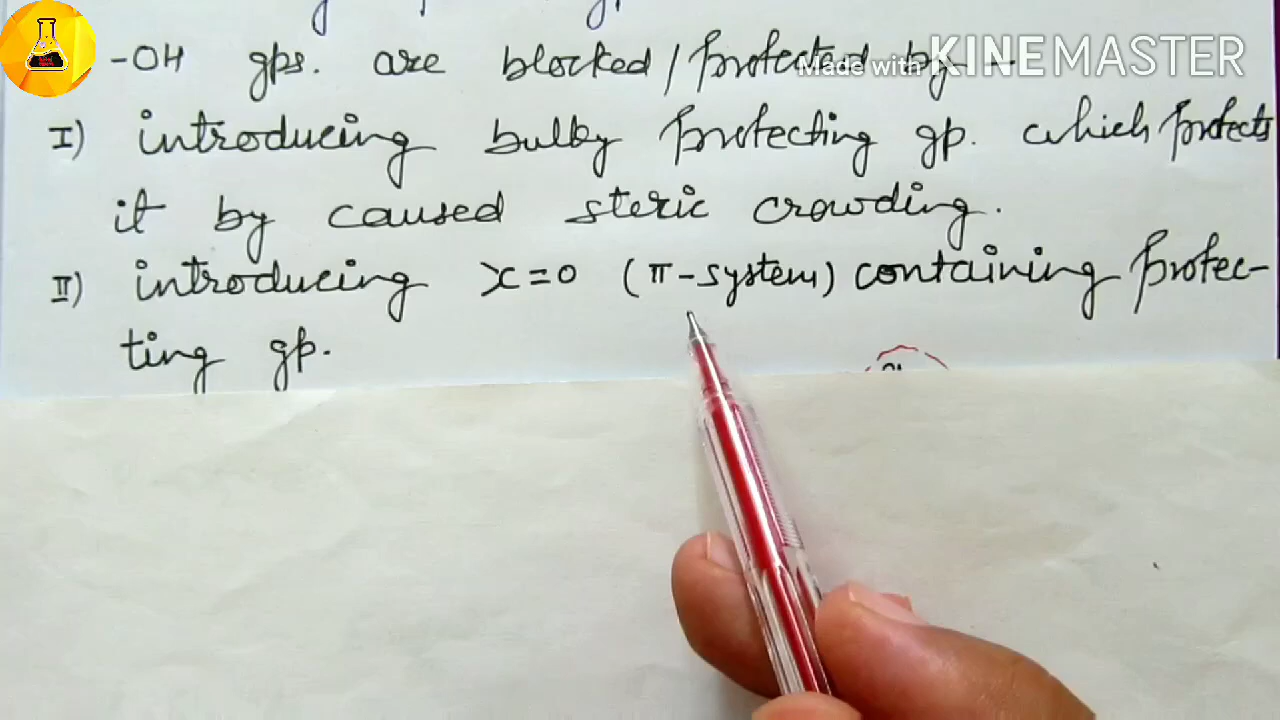 -OH gps. are blocked/protected by -
Made with KINEMASTER
I) introducing bulky protecting gp. which protects
it by caused steric crowding.
II) introducing x=o (π-system) containing protec-
ting gp.